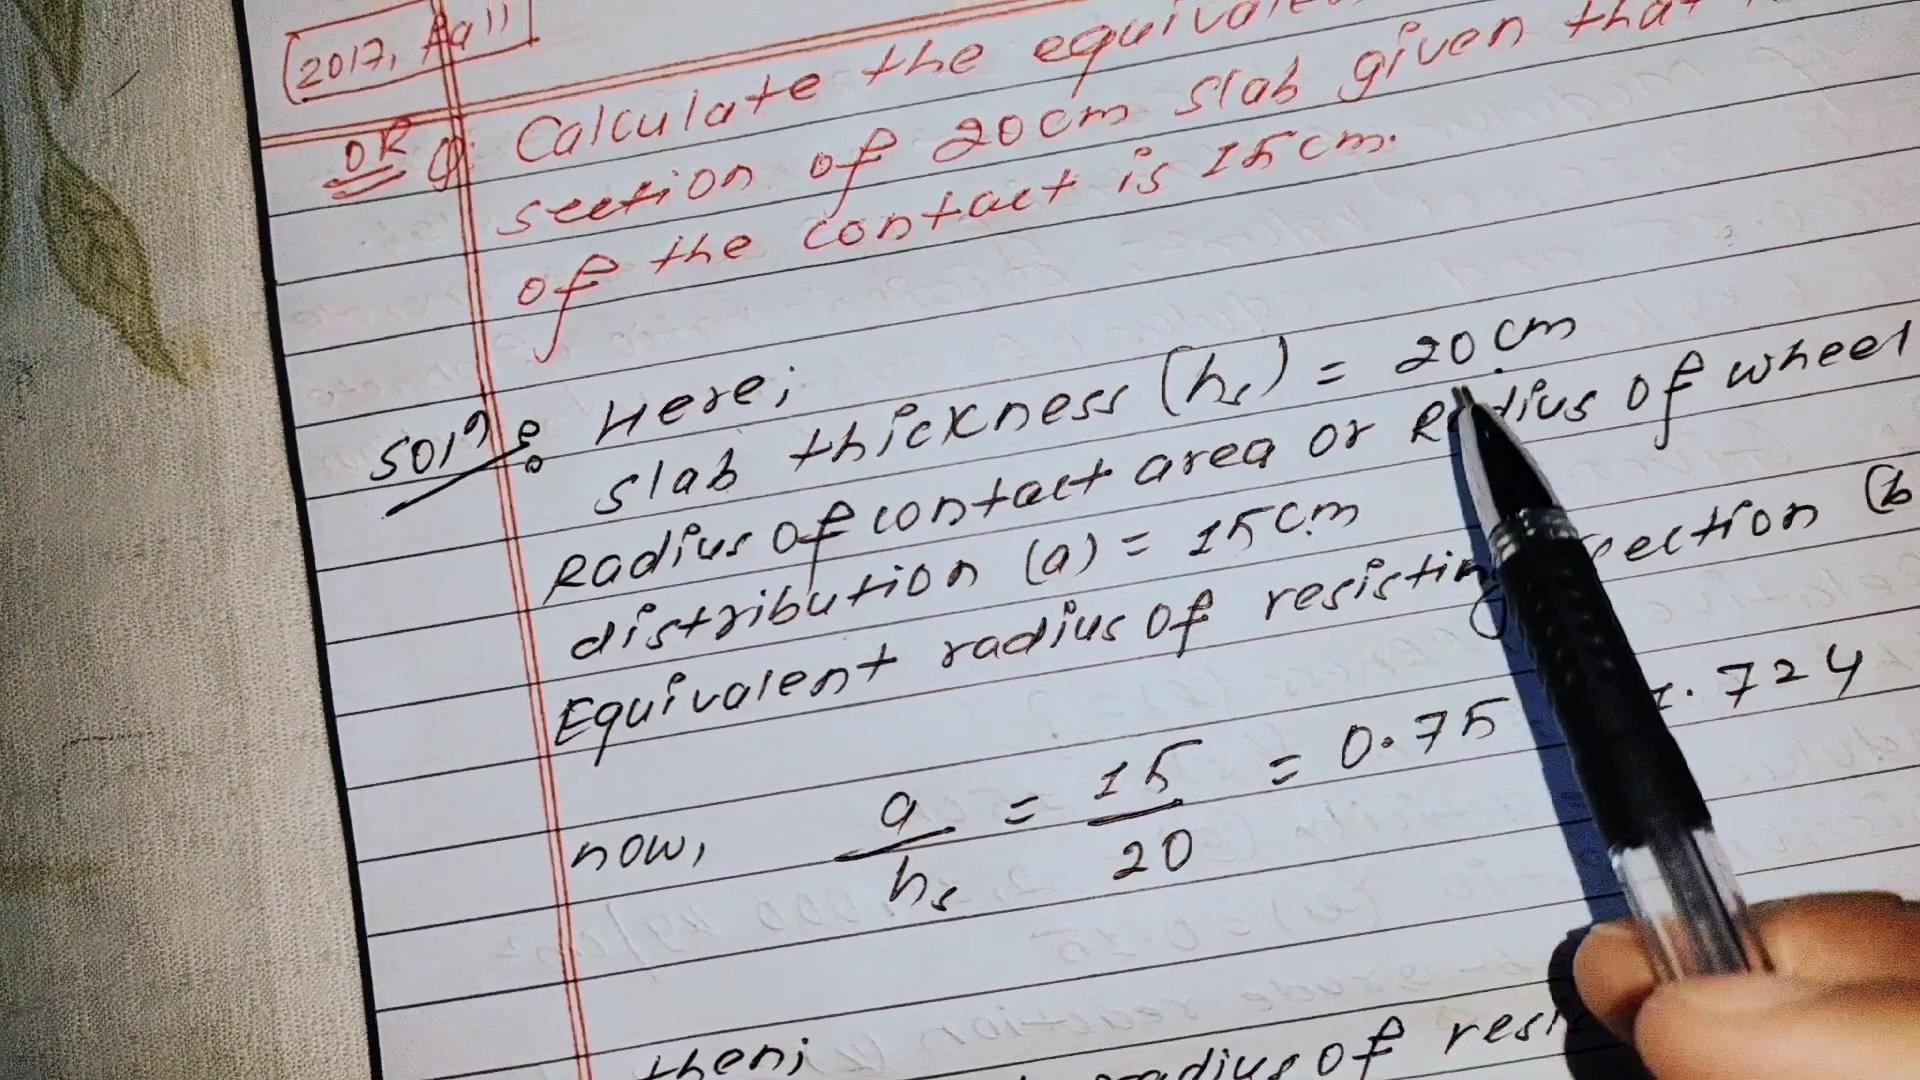 [2017, Fall]
OR Q. Calculate the
section of 20cm slab given that
of the contact is 15cm.
Solⁿ: Here;
slab thickness (hs) = 20cm.
Radius of contact area or Radius of wheel
distribution (a) = 15cm
Equivalent radius of resisting section (b
now, a/hs = 15/20 = 0.75 1.724
then;
radius of